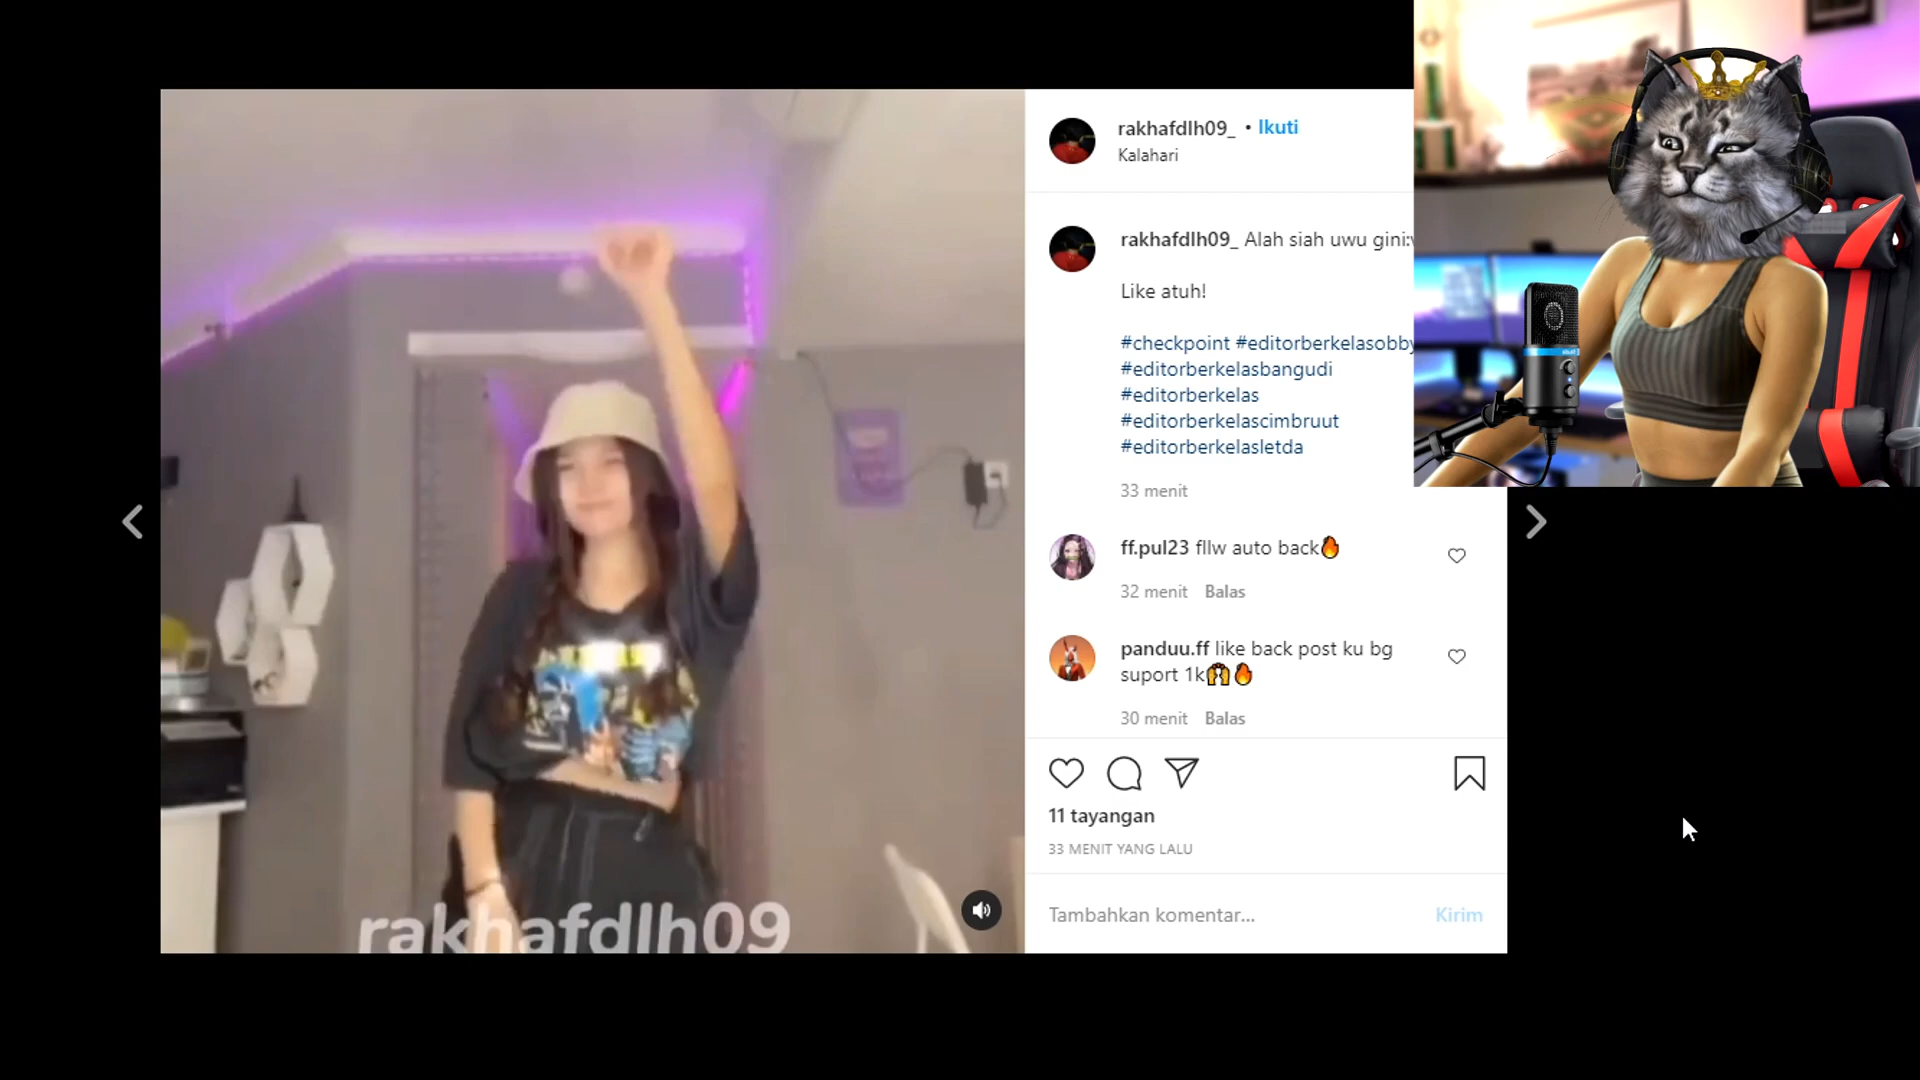 rakhafdlh09_ • Ikuti
Kalahari
rakhafdlh09_ Alah siah uwu gini:v
Like atuh!
#checkpoint #editorberkelasobby
#editorberkelasbangudi
#editorberkelas
#editorberkelascimbruut
#editorberkelasletda
33 menit
ff.pul23 fllw auto back🔥
32 menit Balas
panduu.ff like back post ku bg
suport 1k🙌🔥
30 menit Balas
11 tayangan
33 MENIT YANG LALU
Tambahkan komentar... Kirim
rakhafdlh09